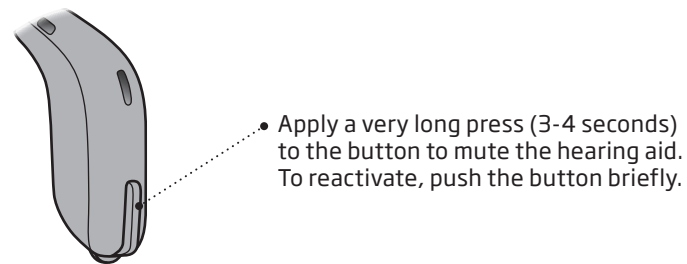 Apply a very long press (3-4 seconds)
to the button to mute the hearing aid.
To reactivate, push the button briefly.